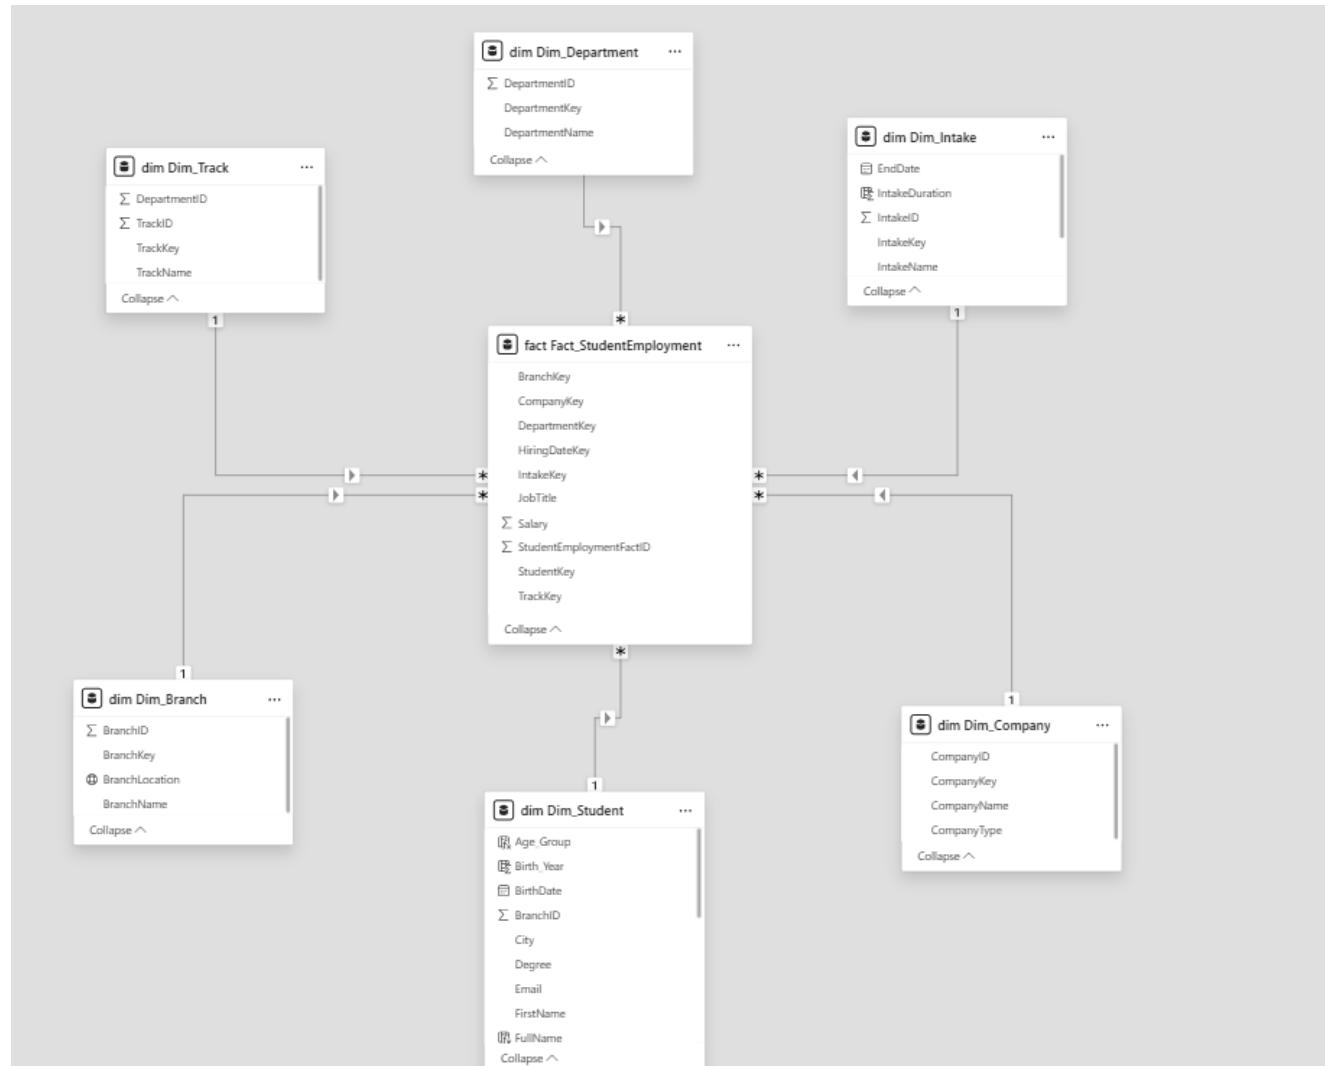 dim Dim_Department ...
DepartmentID
DepartmentKey
DepartmentName
Collapse
dim Dim_Intake ...
EndDate
IntakeDuration
IntakeID
IntakeKey
IntakeName
Collapse
1
dim Dim_Track ...
DepartmentID
TrackID
TrackKey
TrackName
Collapse
1
*
fact Fact_StudentEmployment ...
BranchKey
CompanyKey
DepartmentKey
HiringDateKey
IntakeKey
JobTitle
Salary
StudentEmploymentFactID
StudentKey
TrackKey
Collapse
*
*
*
*
*
1
dim Dim_Branch ...
BranchID
BranchKey
BranchLocation
BranchName
Collapse
1
dim Dim_Company ...
CompanyID
CompanyKey
CompanyName
CompanyType
Collapse
1
dim Dim_Student ...
Age_Group
Birth_Year
BirthDate
BranchID
City
Degree
Email
FirstName
FullName
Collapse